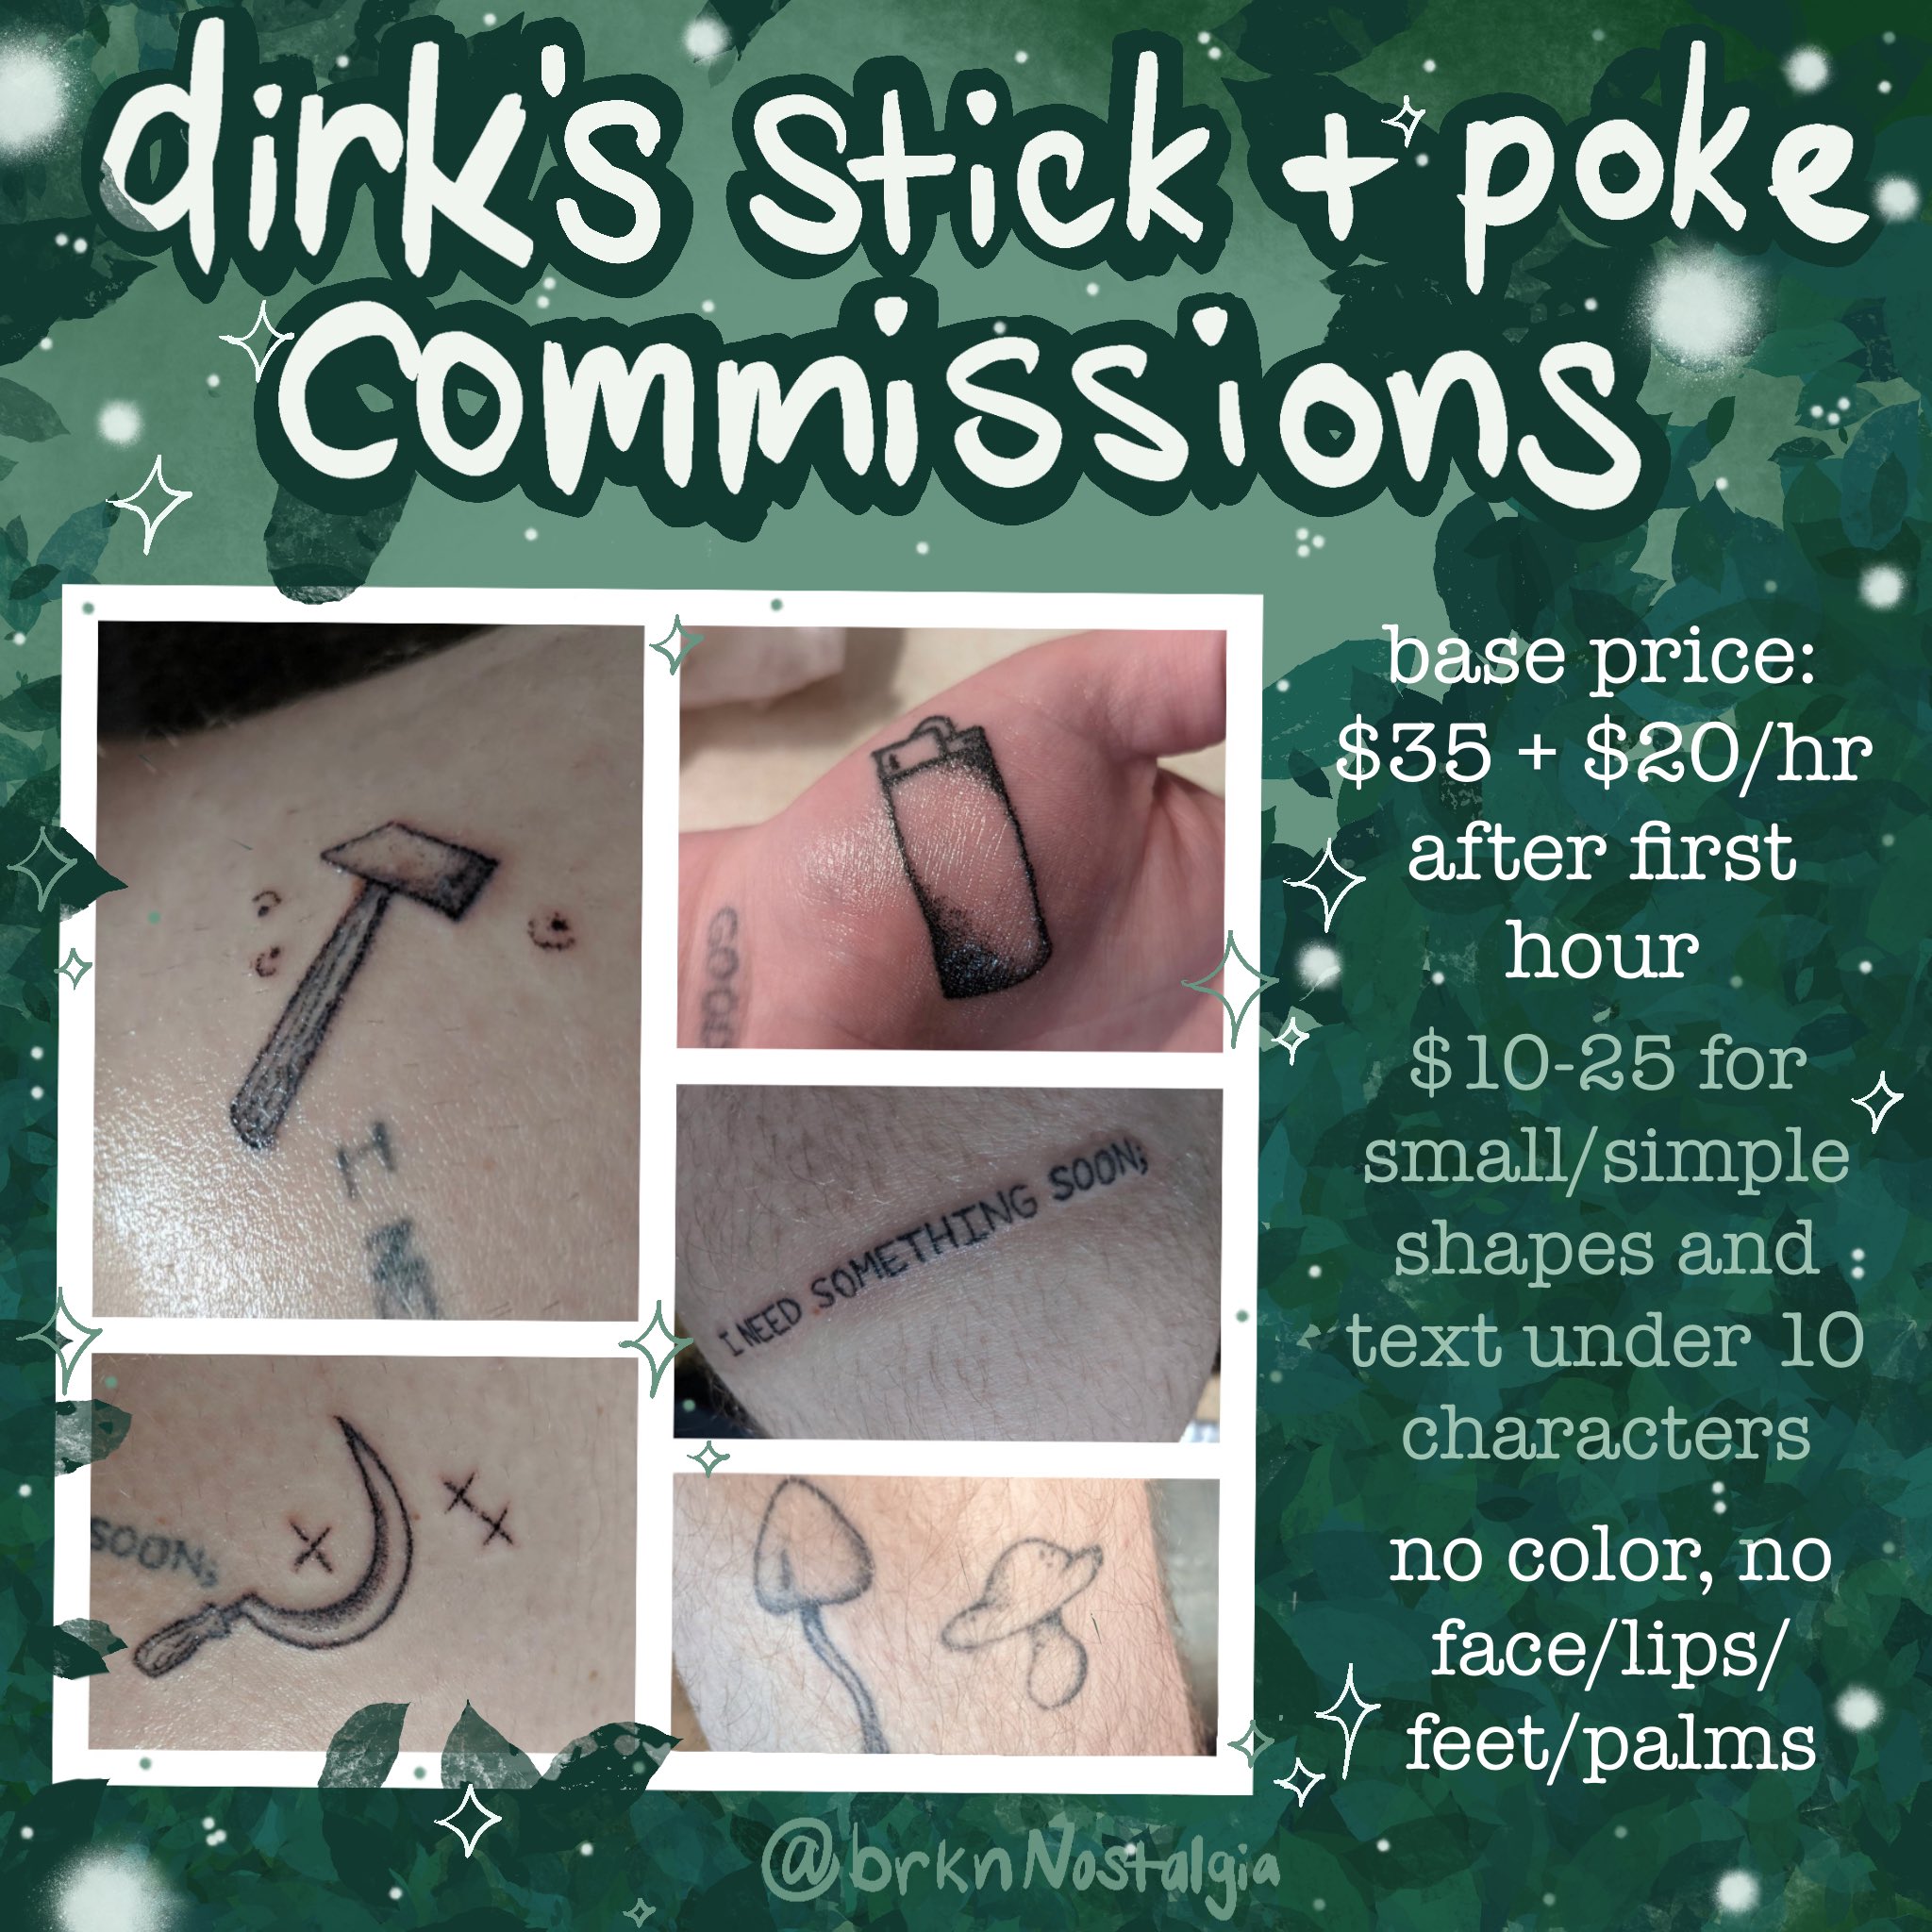 dirk's stick + poke
commissions
base price:
$35 + $20/hr
after first
hour
$10-25 for
small/simple
shapes and
text under 10
characters
no color, no
face/lips/
feet/palms
I
I NEED SOMETHING SOON;
SOON;
@brknNostalgia